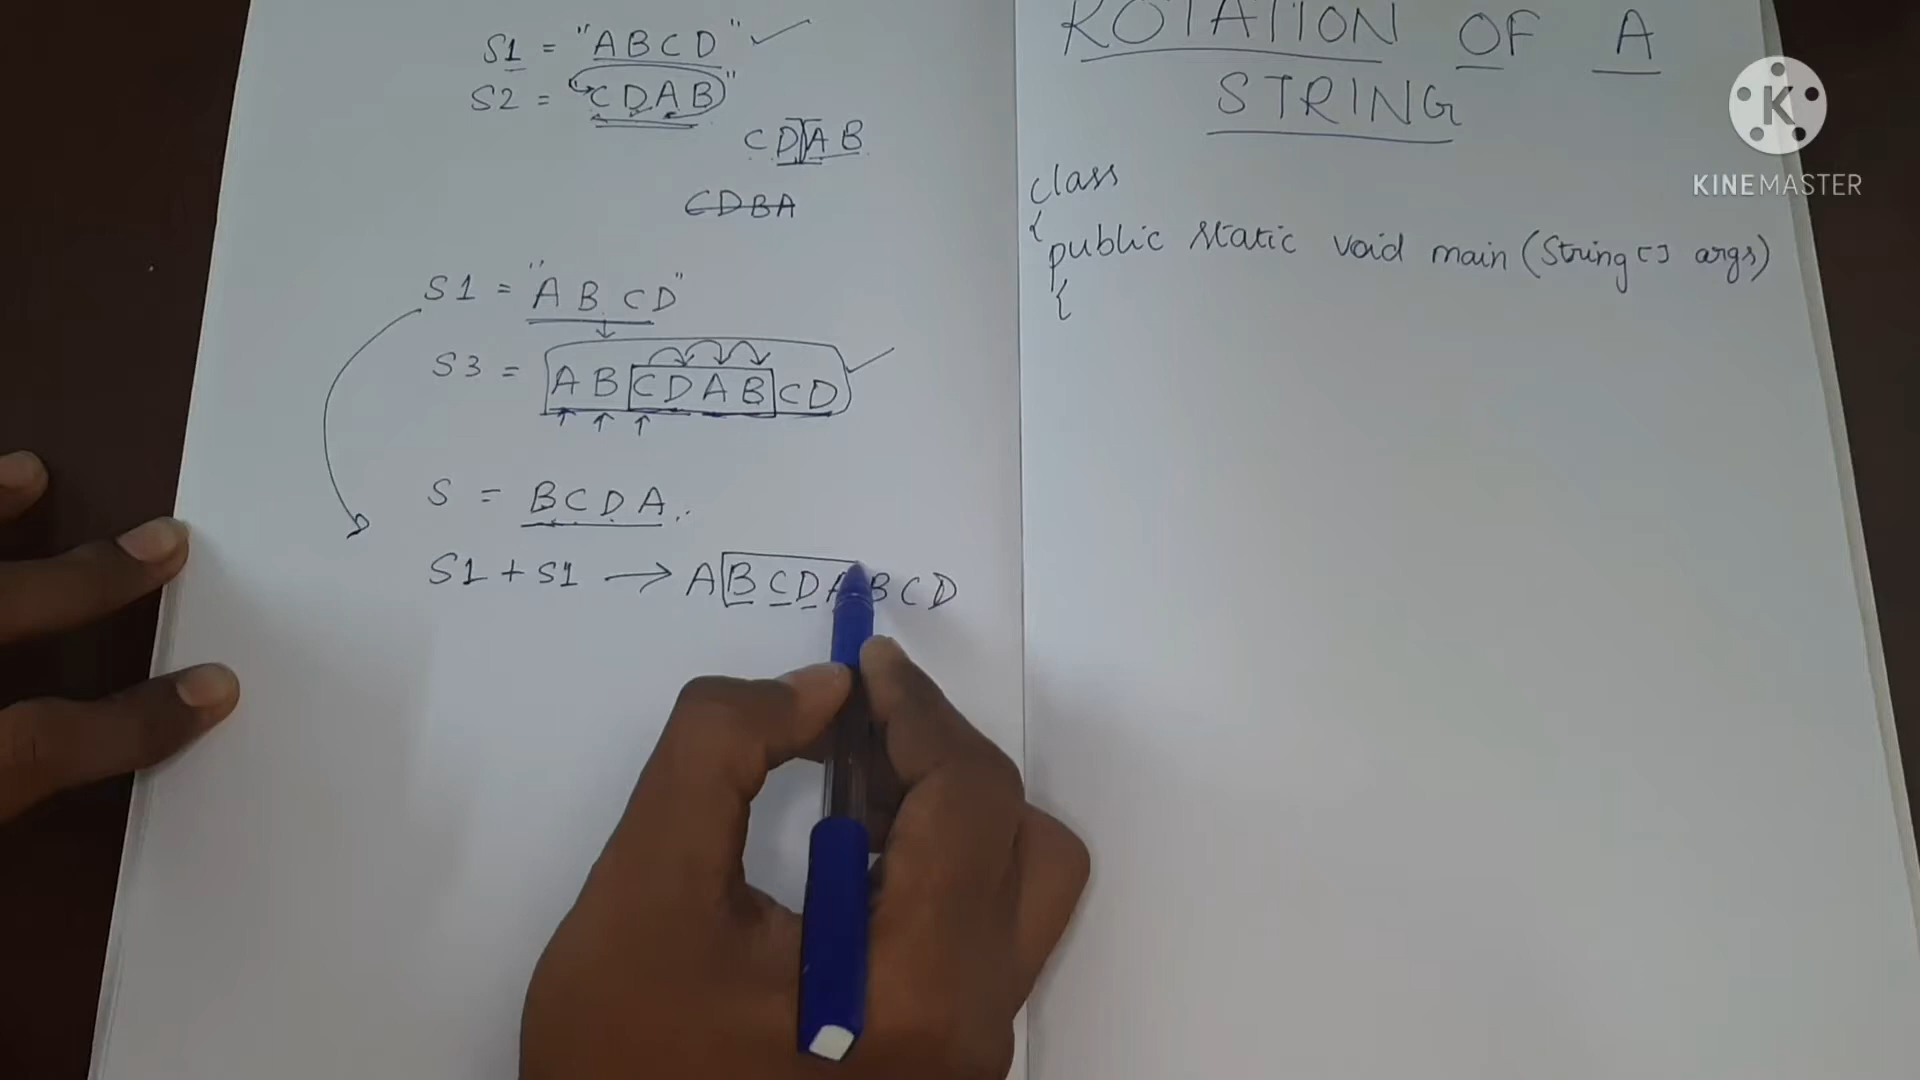 S1 = "ABCD"
S2 = "CDAB"
CDAB
CDBA
S1 = "ABCD"
S3 = ABCDABCD
S = BCDA
S1 + S1 → ABCDABCD
ROTATION OF A
STRING
K
KINEMASTER
class
{
public static void main (String [] args)
{